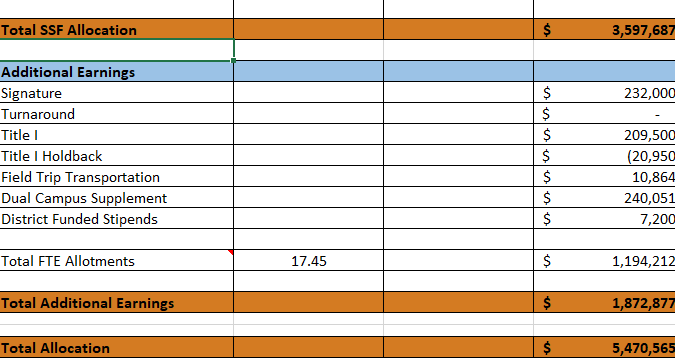 Total SSF Allocation $ 3,597,687
Additional Earnings
Signature $ 232,000
Turnaround $ -
Title I $ 209,500
Title I Holdback $ (20,950
Field Trip Transportation $ 10,864
Dual Campus Supplement $ 240,051
District Funded Stipends $ 7,200
Total FTE Allotments 17.45 $ 1,194,212
Total Additional Earnings $ 1,872,877
Total Allocation $ 5,470,565